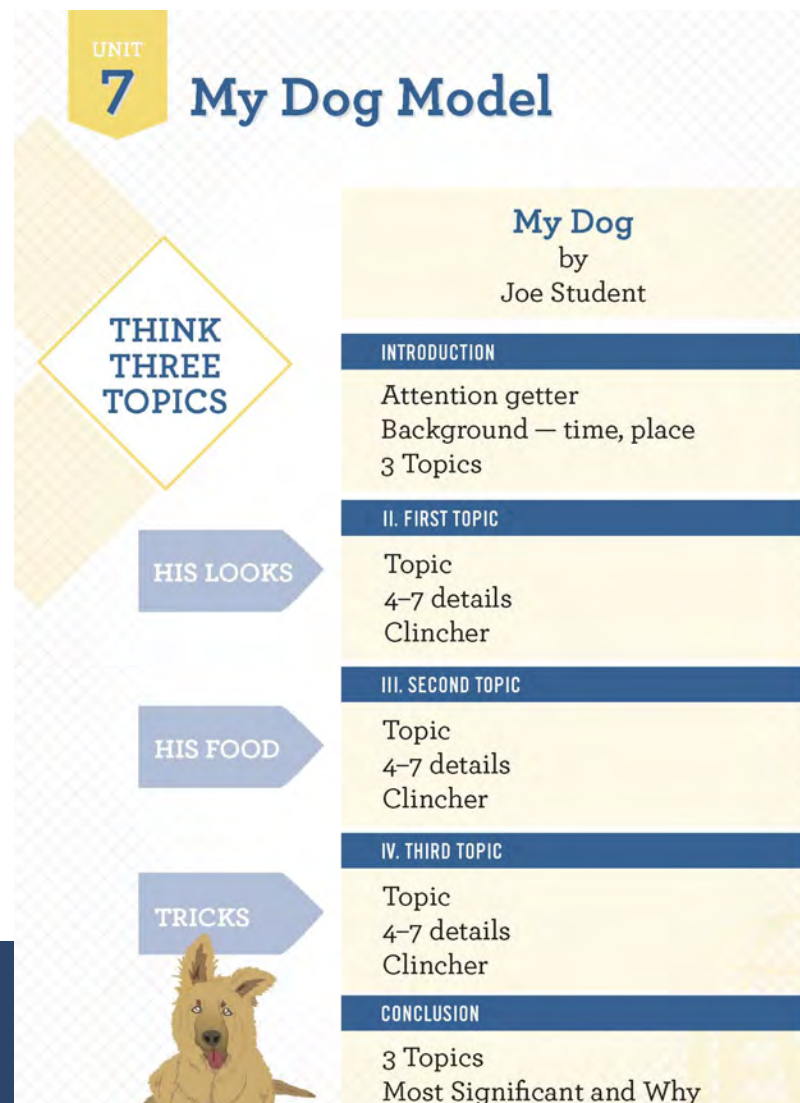 UNIT
7
My Dog Model
THINK
THREE
TOPICS
My Dog
by
Joe Student
INTRODUCTION
Attention getter
Background — time, place
3 Topics
HIS LOOKS
II. FIRST TOPIC
Topic
4–7 details
Clincher
HIS FOOD
III. SECOND TOPIC
Topic
4–7 details
Clincher
TRICKS
IV. THIRD TOPIC
Topic
4–7 details
Clincher
CONCLUSION
3 Topics
Most Significant and Why